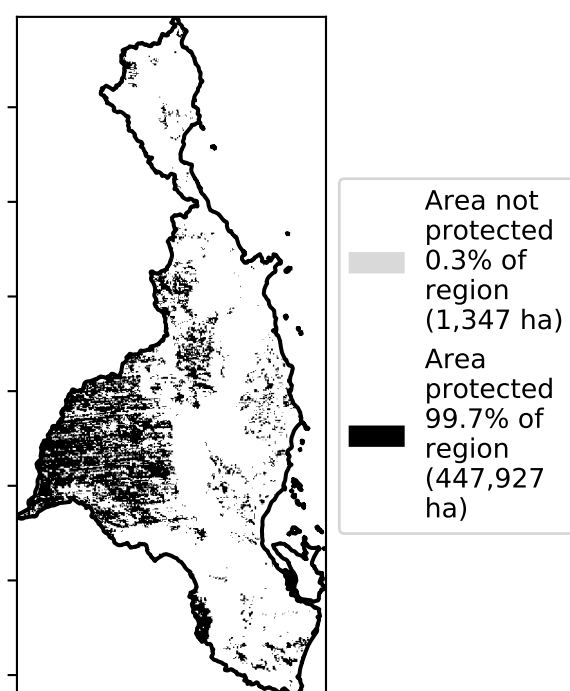 Area not
protected
0.3% of
region
(1,347 ha)
Area
protected
99.7% of
region
(447,927
ha)